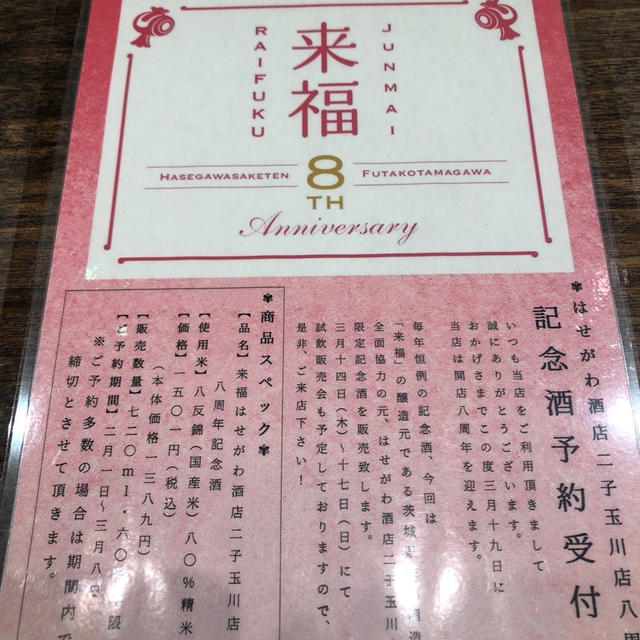 来福
RAIFUKU
JUNMAI
HASEGAWASAKETEN
8TH
FUTAKOTAMAGAWA
Anniversary
✾はせがわ酒店二子玉川店八
記念酒予約受付
いつも当店をご利用頂きまして
誠にありがとうございます。
おかげさまでこの度三月十九日に
当店は開店八周年を迎えます。
毎年恒例の記念酒、今回は
「来福」の醸造元である茨城県 酒造
全面協力の元、はせがわ酒店二子玉川
限定記念酒を販売致します。
三月十四日(木)〜十七日(日)にて
試飲販売会も予定しておりますので、
是非、ご来店下さい!
✾商品スペック✾
【品名】来福はせがわ酒店二子玉川店
八周年記念酒
【使用米】八反錦(国産米)八〇%精米
【価格】一五〇一円(税込)
(本体価格一三八九円)
【販売数量】七二〇ml・六〇 限
【ご予約期間】二月一日〜三月八日
※ご予約多数の場合は期間内で
締切とさせて頂きます。